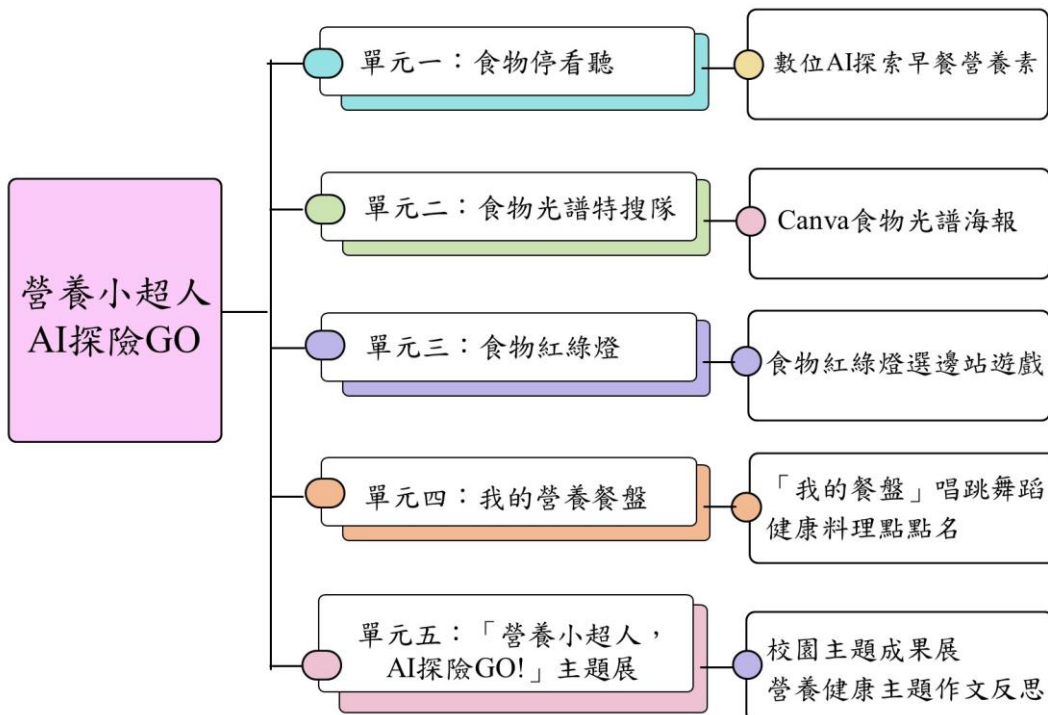 營養小超人
AI探險GO
單元一：食物停看聽
數位AI探索早餐營養素
單元二：食物光譜特搜隊
Canva食物光譜海報
單元三：食物紅綠燈
食物紅綠燈選邊站遊戲
單元四：我的營養餐盤
「我的餐盤」唱跳舞蹈
健康料理點點名
單元五：「營養小超人，
AI探險GO!」主題展
校園主題成果展
營養健康主題作文反思